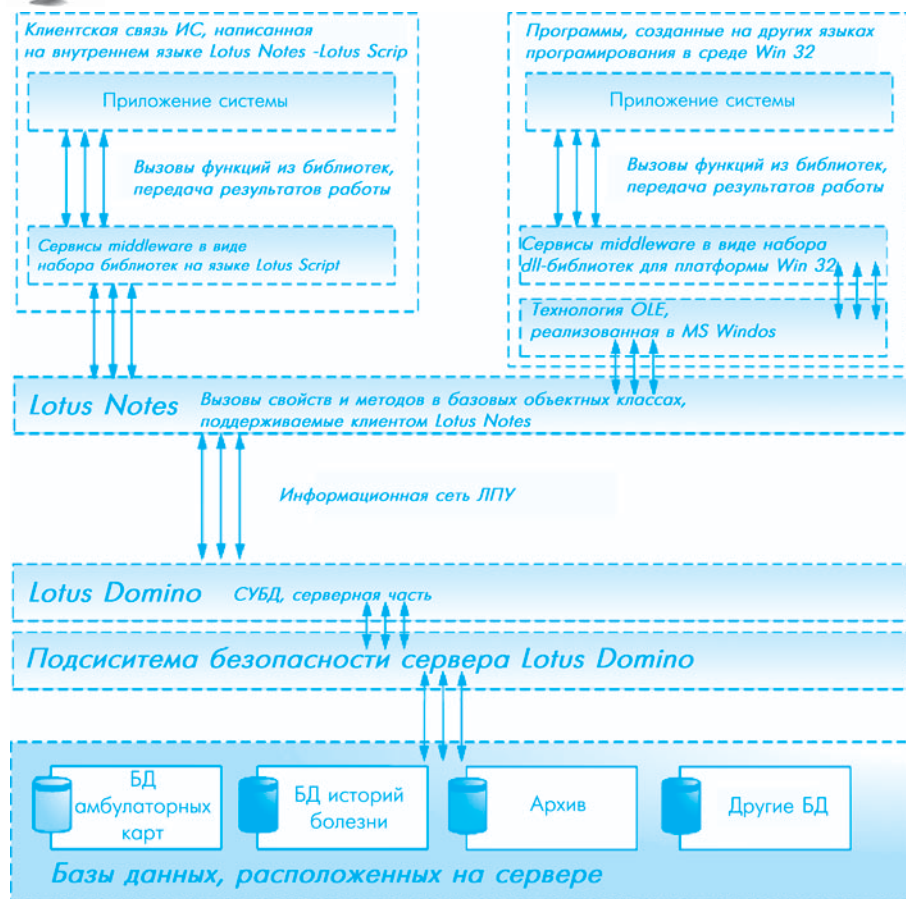 Клиентская связь ИС, написанная
на внутреннем языке Lotus Notes -Lotus Scrip
Приложение системы
Вызовы функций из библиотек,
передача результатов работы
Сервисы middleware в виде
набора библиотек на языке Lotus Script
Программы, созданные на других языках
програмирования в среде Win 32
Приложение системы
Вызовы функций из библиотек,
передача результатов работы
Сервисы middleware в виде набора
dll-библиотек для платформы Win 32
Технология OLE,
реализованная в MS Windos
Lotus Notes
Вызовы свойств и методов в базовых объектных классах,
поддерживаемые клиентом Lotus Notes
Информационная сеть ЛПУ
Lotus Domino СУБД, серверная часть
Подсиситема безопасности сервера Lotus Domino
БД
амбулаторных
карт
БД историй
болезни
Архив
Другие БД
Базы данных, расположенных на сервере